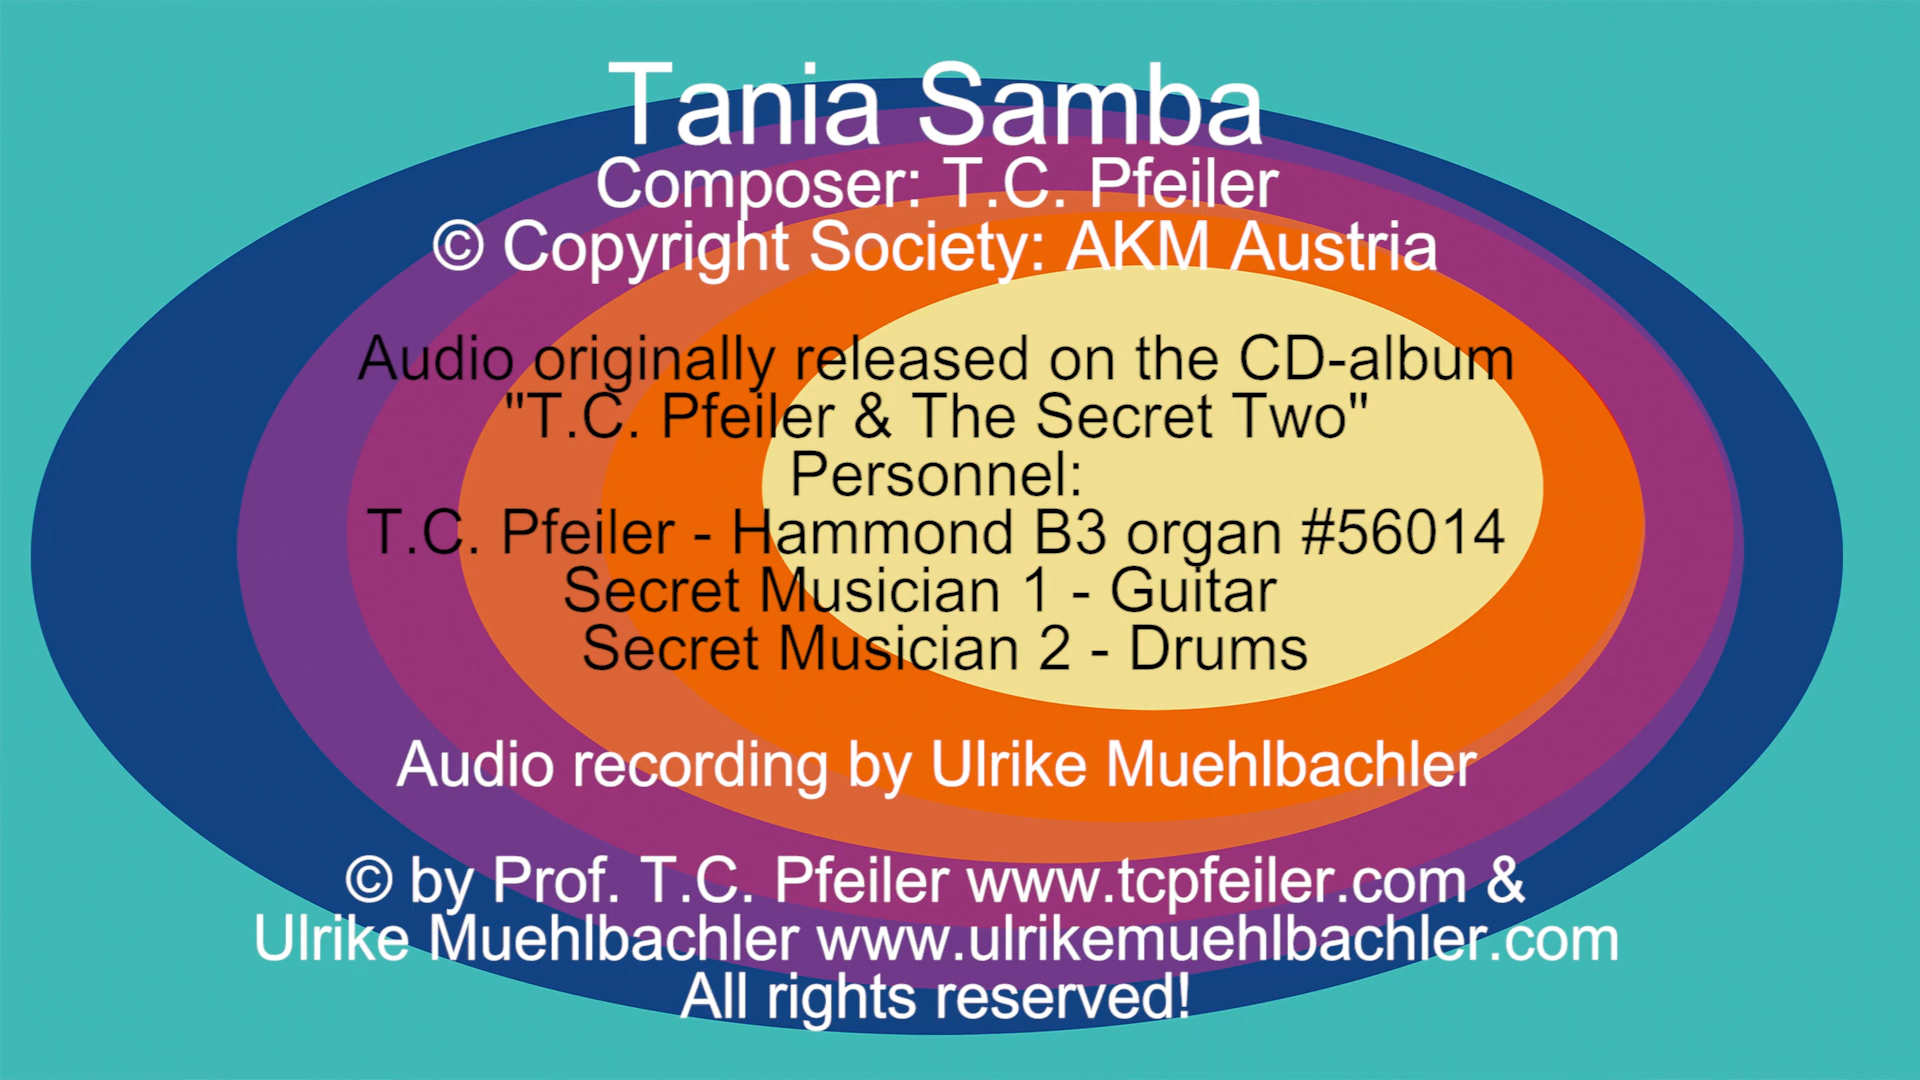 Tania Samba
Composer: T.C. Pfeiler
© Copyright Society: AKM Austria
Audio originally released on the CD-album
"T.C. Pfeiler & The Secret Two"
Personnel:
T.C. Pfeiler - Hammond B3 organ #56014
Secret Musician 1 - Guitar
Secret Musician 2 - Drums
Audio recording by Ulrike Muehlbachler
© by Prof. T.C. Pfeiler www.tcpfeiler.com &
Ulrike Muehlbachler www.ulrikemuehlbachler.com
All rights reserved!